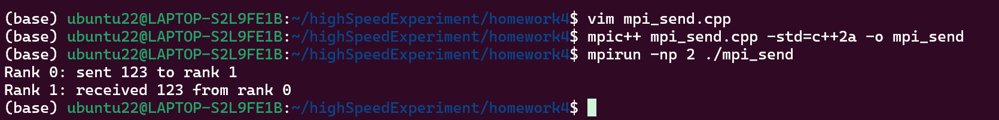 (base) ubuntu22@LAPTOP-S2L9FE1B:~/highSpeedExperiment/homework4$ vim mpi_send.cpp
(base) ubuntu22@LAPTOP-S2L9FE1B:~/highSpeedExperiment/homework4$ mpic++ mpi_send.cpp -std=c++2a -o mpi_send
(base) ubuntu22@LAPTOP-S2L9FE1B:~/highSpeedExperiment/homework4$ mpirun -np 2 ./mpi_send
Rank 0: sent 123 to rank 1
Rank 1: received 123 from rank 0
(base) ubuntu22@LAPTOP-S2L9FE1B:~/highSpeedExperiment/homework4$